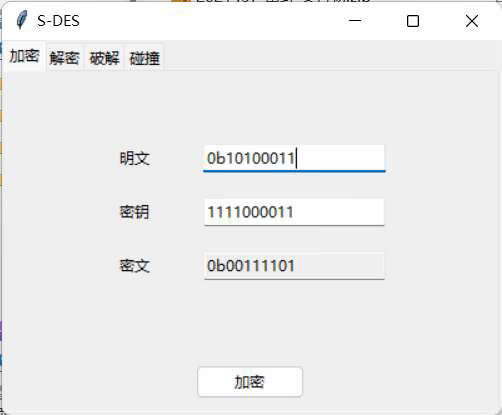 S-DES
加密 解密 破解 碰撞
明文 0b10100011
密钥 1111000011
密文 0b00111101
加密